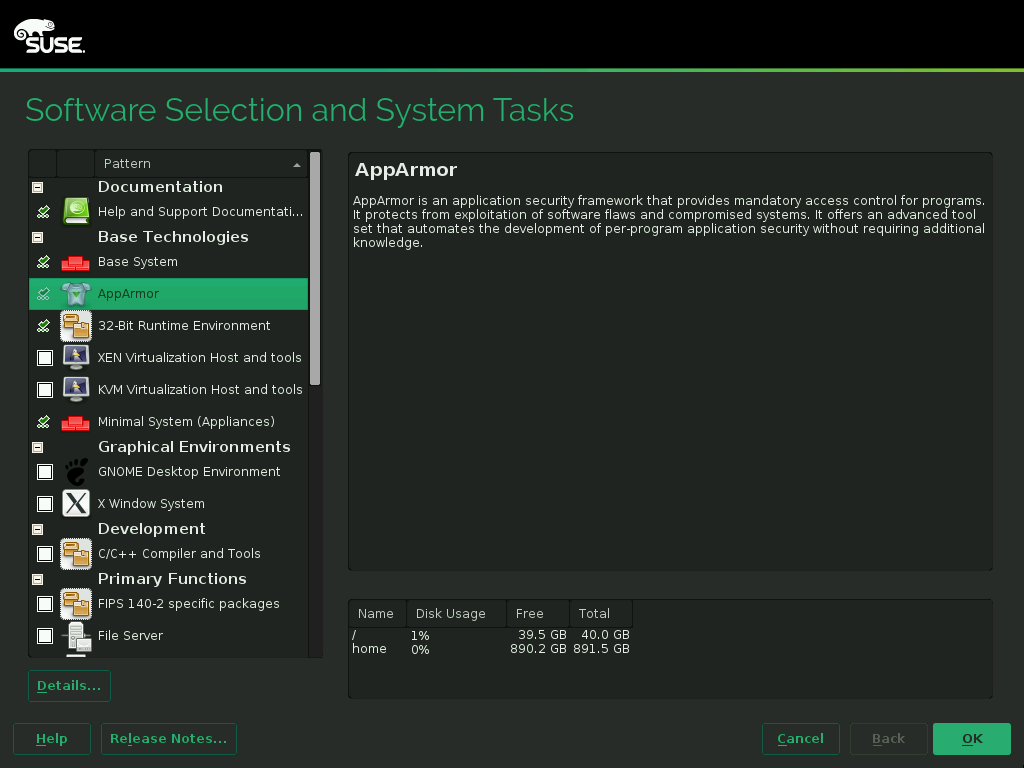 SUSE
Software Selection and System Tasks
Pattern
Documentation
Help and Support Documentati...
Base Technologies
Base System
AppArmor
32-Bit Runtime Environment
XEN Virtualization Host and tools
KVM Virtualization Host and tools
Minimal System (Appliances)
Graphical Environments
GNOME Desktop Environment
X Window System
Development
C/C++ Compiler and Tools
Primary Functions
FIPS 140-2 specific packages
File Server
Details...
AppArmor
AppArmor is an application security framework that provides mandatory access control for programs.
It protects from exploitation of software flaws and compromised systems. It offers an advanced tool
set that automates the development of per-program application security without requiring additional
knowledge.
Name Disk Usage Free Total
/ 1% 39.5 GB 40.0 GB
home 0% 890.2 GB 891.5 GB
Help Release Notes... Cancel Back OK